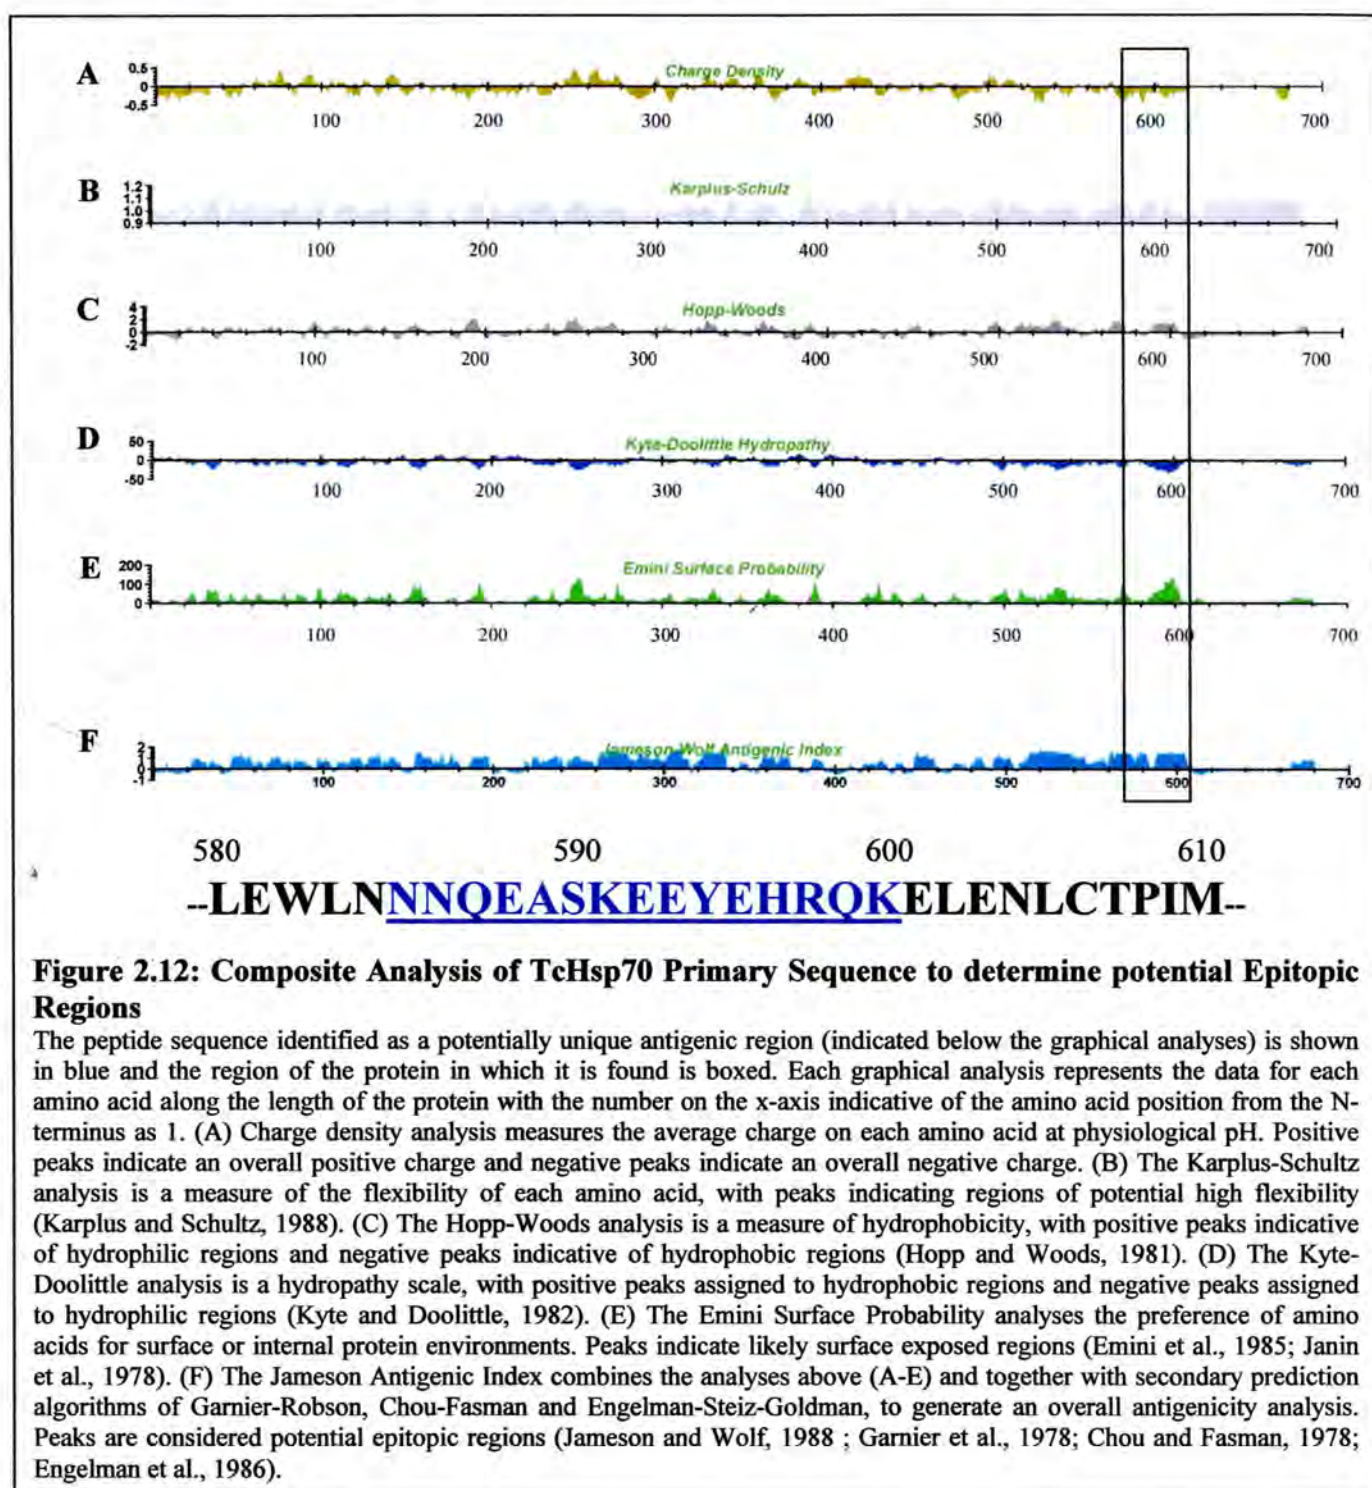 A
Charge Density
0.5
0
-0.5
100 200 300 400 500 600 700
B
Karplus-Schulz
1.2
1.1
1.0
0.9
100 200 300 400 500 600 700
C
Hopp-Woods
4
2
0
-2
100 200 300 400 500 600 700
D
Kyte-Doolittle Hydropathy
50
0
-50
100 200 300 400 500 600 700
E
Emini Surface Probability
200
100
0
100 200 300 400 500 600 700
F
Jameson-Wolf Antigenic Index
2
1
0
-1
100 200 300 400 500 600 700
580 590 600 610
--LEWLNNNQEASKEEYEHRQKELENLCTPIM--
Figure 2.12: Composite Analysis of TcHsp70 Primary Sequence to determine potential Epitopic
Regions
The peptide sequence identified as a potentially unique antigenic region (indicated below the graphical analyses) is shown
in blue and the region of the protein in which it is found is boxed. Each graphical analysis represents the data for each
amino acid along the length of the protein with the number on the x-axis indicative of the amino acid position from the N-
terminus as 1. (A) Charge density analysis measures the average charge on each amino acid at physiological pH. Positive
peaks indicate an overall positive charge and negative peaks indicate an overall negative charge. (B) The Karplus-Schultz
analysis is a measure of the flexibility of each amino acid, with peaks indicating regions of potential high flexibility
(Karplus and Schultz, 1988). (C) The Hopp-Woods analysis is a measure of hydrophobicity, with positive peaks indicative
of hydrophilic regions and negative peaks indicative of hydrophobic regions (Hopp and Woods, 1981). (D) The Kyte-
Doolittle analysis is a hydropathy scale, with positive peaks assigned to hydrophobic regions and negative peaks assigned
to hydrophilic regions (Kyte and Doolittle, 1982). (E) The Emini Surface Probability analyses the preference of amino
acids for surface or internal protein environments. Peaks indicate likely surface exposed regions (Emini et al., 1985; Janin
et al., 1978). (F) The Jameson Antigenic Index combines the analyses above (A-E) and together with secondary prediction
algorithms of Garnier-Robson, Chou-Fasman and Engelman-Steiz-Goldman, to generate an overall antigenicity analysis.
Peaks are considered potential epitopic regions (Jameson and Wolf, 1988 ; Garnier et al., 1978; Chou and Fasman, 1978;
Engelman et al., 1986).